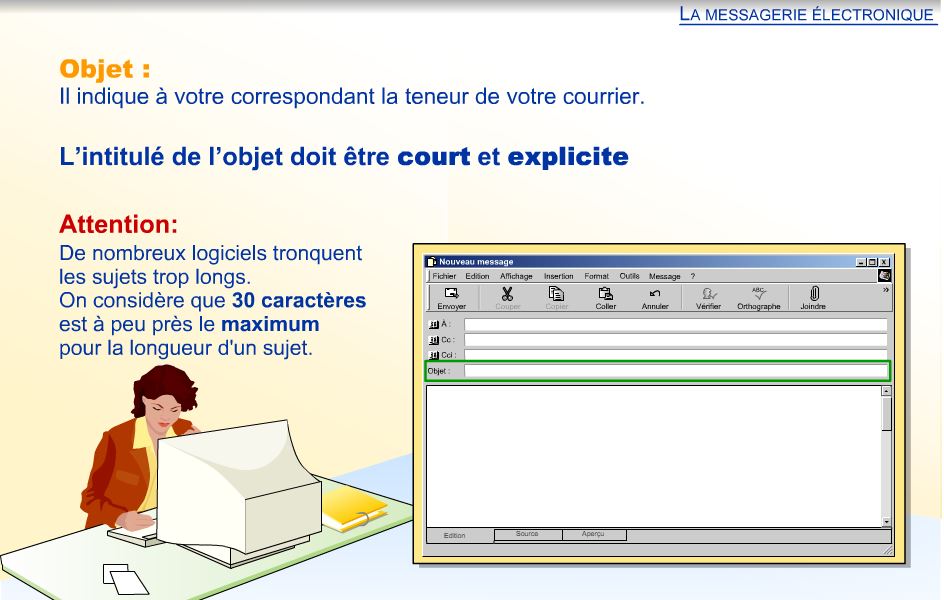 LA MESSAGERIE ÉLECTRONIQUE
Objet :
Il indique à votre correspondant la teneur de votre courrier.
L'intitulé de l'objet doit être court et explicite
Attention:
De nombreux logiciels tronquent
les sujets trop longs.
On considère que 30 caractères
est à peu près le maximum
pour la longueur d'un sujet.
Nouveau message
Fichier Edition Affichage Insertion Format Outils Message ?
Envoyer Couper Copier Coller Annuler Vérifier ABC Orthographe Joindre »
À :
Cc :
Cci :
Objet :
Edition Source Aperçu